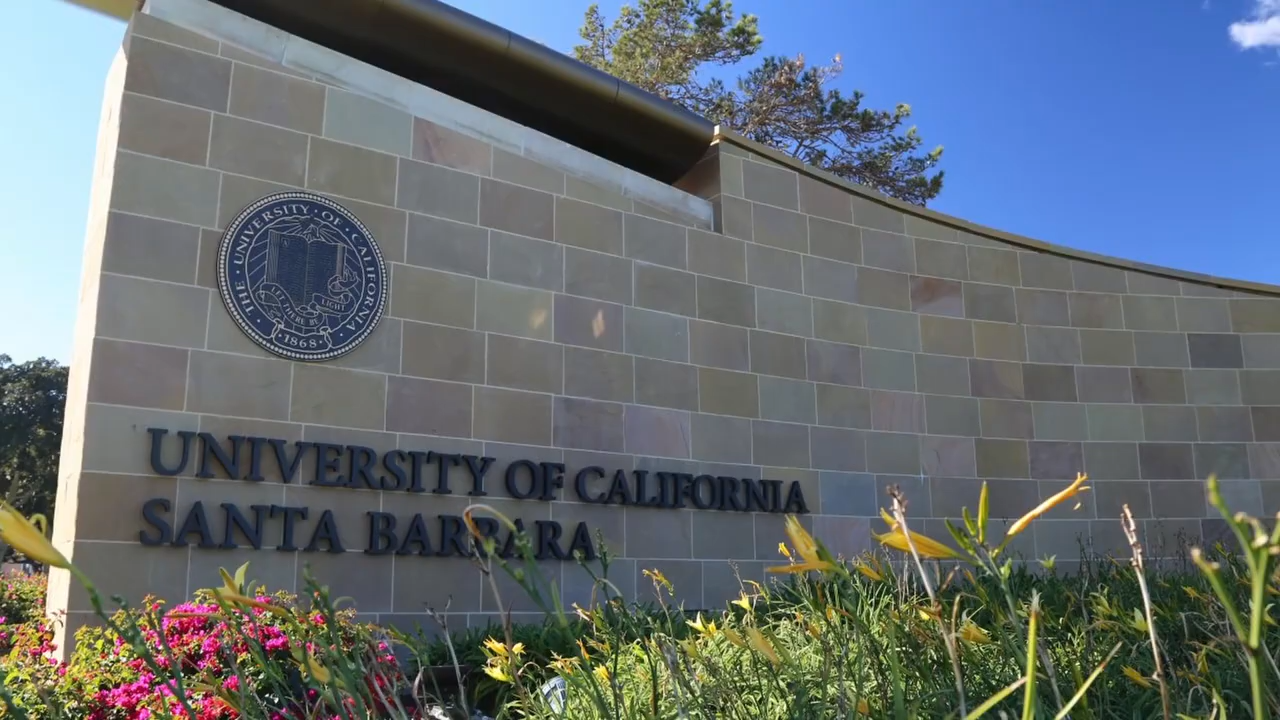 · THE · UNIVERSITY · OF · CALIFORNIA ·
LET THERE BE LIGHT
· 1868 ·
UNIVERSITY OF CALIFORNIA
SANTA BARBARA